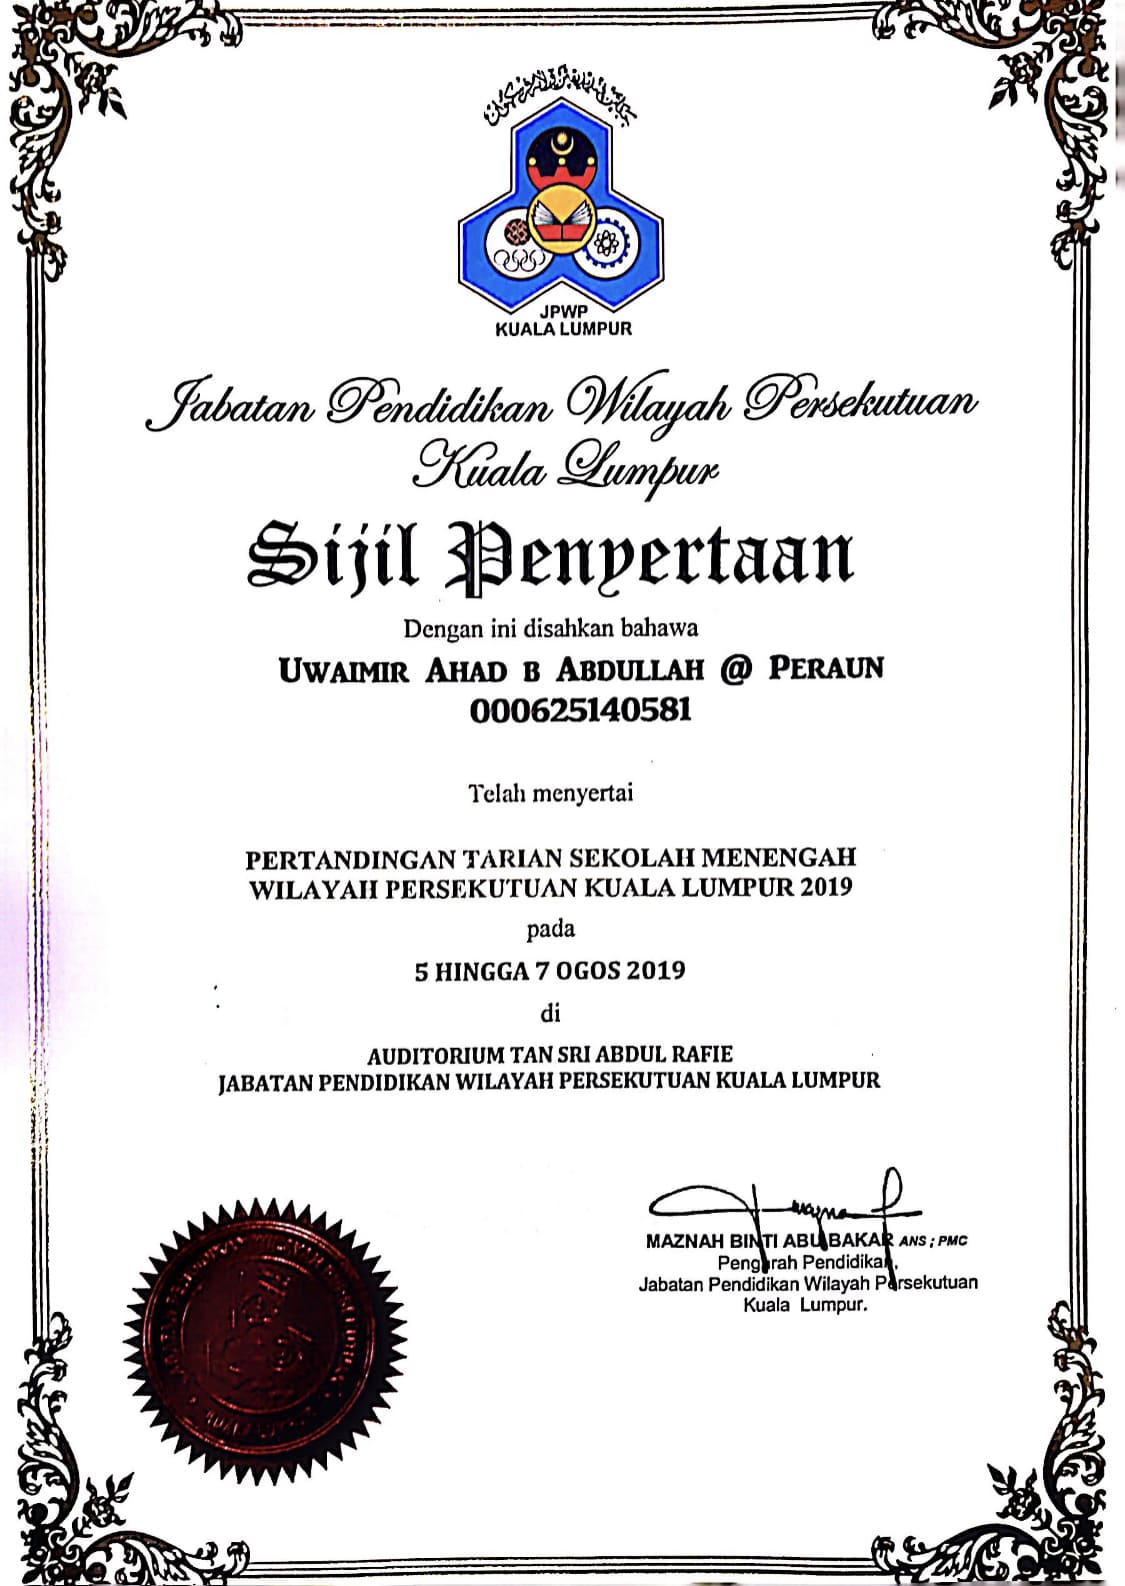 JPWP
KUALA LUMPUR
Jabatan Pendidikan Wilayah Persekutuan
Kuala Lumpur
Sijil Penyertaan
Dengan ini disahkan bahawa
UWAIMIR AHAD B ABDULLAH @ PERAUN
000625140581
Telah menyertai
PERTANDINGAN TARIAN SEKOLAH MENENGAH
WILAYAH PERSEKUTUAN KUALA LUMPUR 2019
pada
5 HINGGA 7 OGOS 2019
di
AUDITORIUM TAN SRI ABDUL RAFIE
JABATAN PENDIDIKAN WILAYAH PERSEKUTUAN KUALA LUMPUR
MAZNAH BINTI ABU BAKAR ANS ; PMC
Pengarah Pendidikan,
Jabatan Pendidikan Wilayah Persekutuan
Kuala Lumpur.